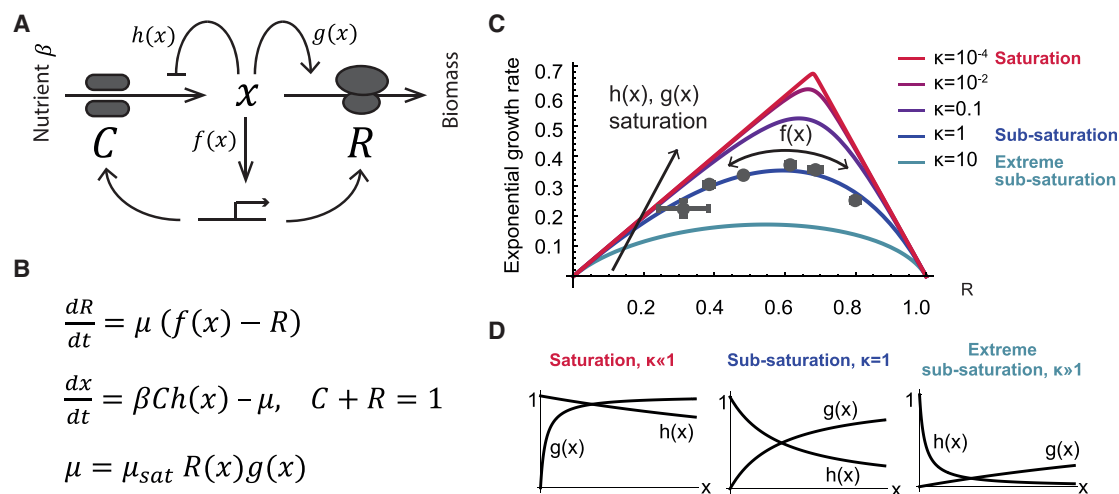 A
h(x)
g(x)
Nutrient β
x
Biomass
C
f(x)
R
B
dR/dt = μ (f(x) − R)
dx/dt = βCh(x) − μ, C + R = 1
μ = μsat R(x)g(x)
C
Exponential growth rate
0.7
0.6
0.5
0.4
0.3
0.2
0.1
h(x), g(x)
saturation
f(x)
0.2
0.4
0.6
0.8
1.0
R
κ=10-4 Saturation
κ=10-2
κ=0.1
κ=1 Sub-saturation
κ=10 Extreme
sub-saturation
D
Saturation, κ«1
1
g(x)
h(x)
x
Sub-saturation, κ=1
1
g(x)
h(x)
x
Extreme
sub-saturation, κ»1
1
h(x)
g(x)
x